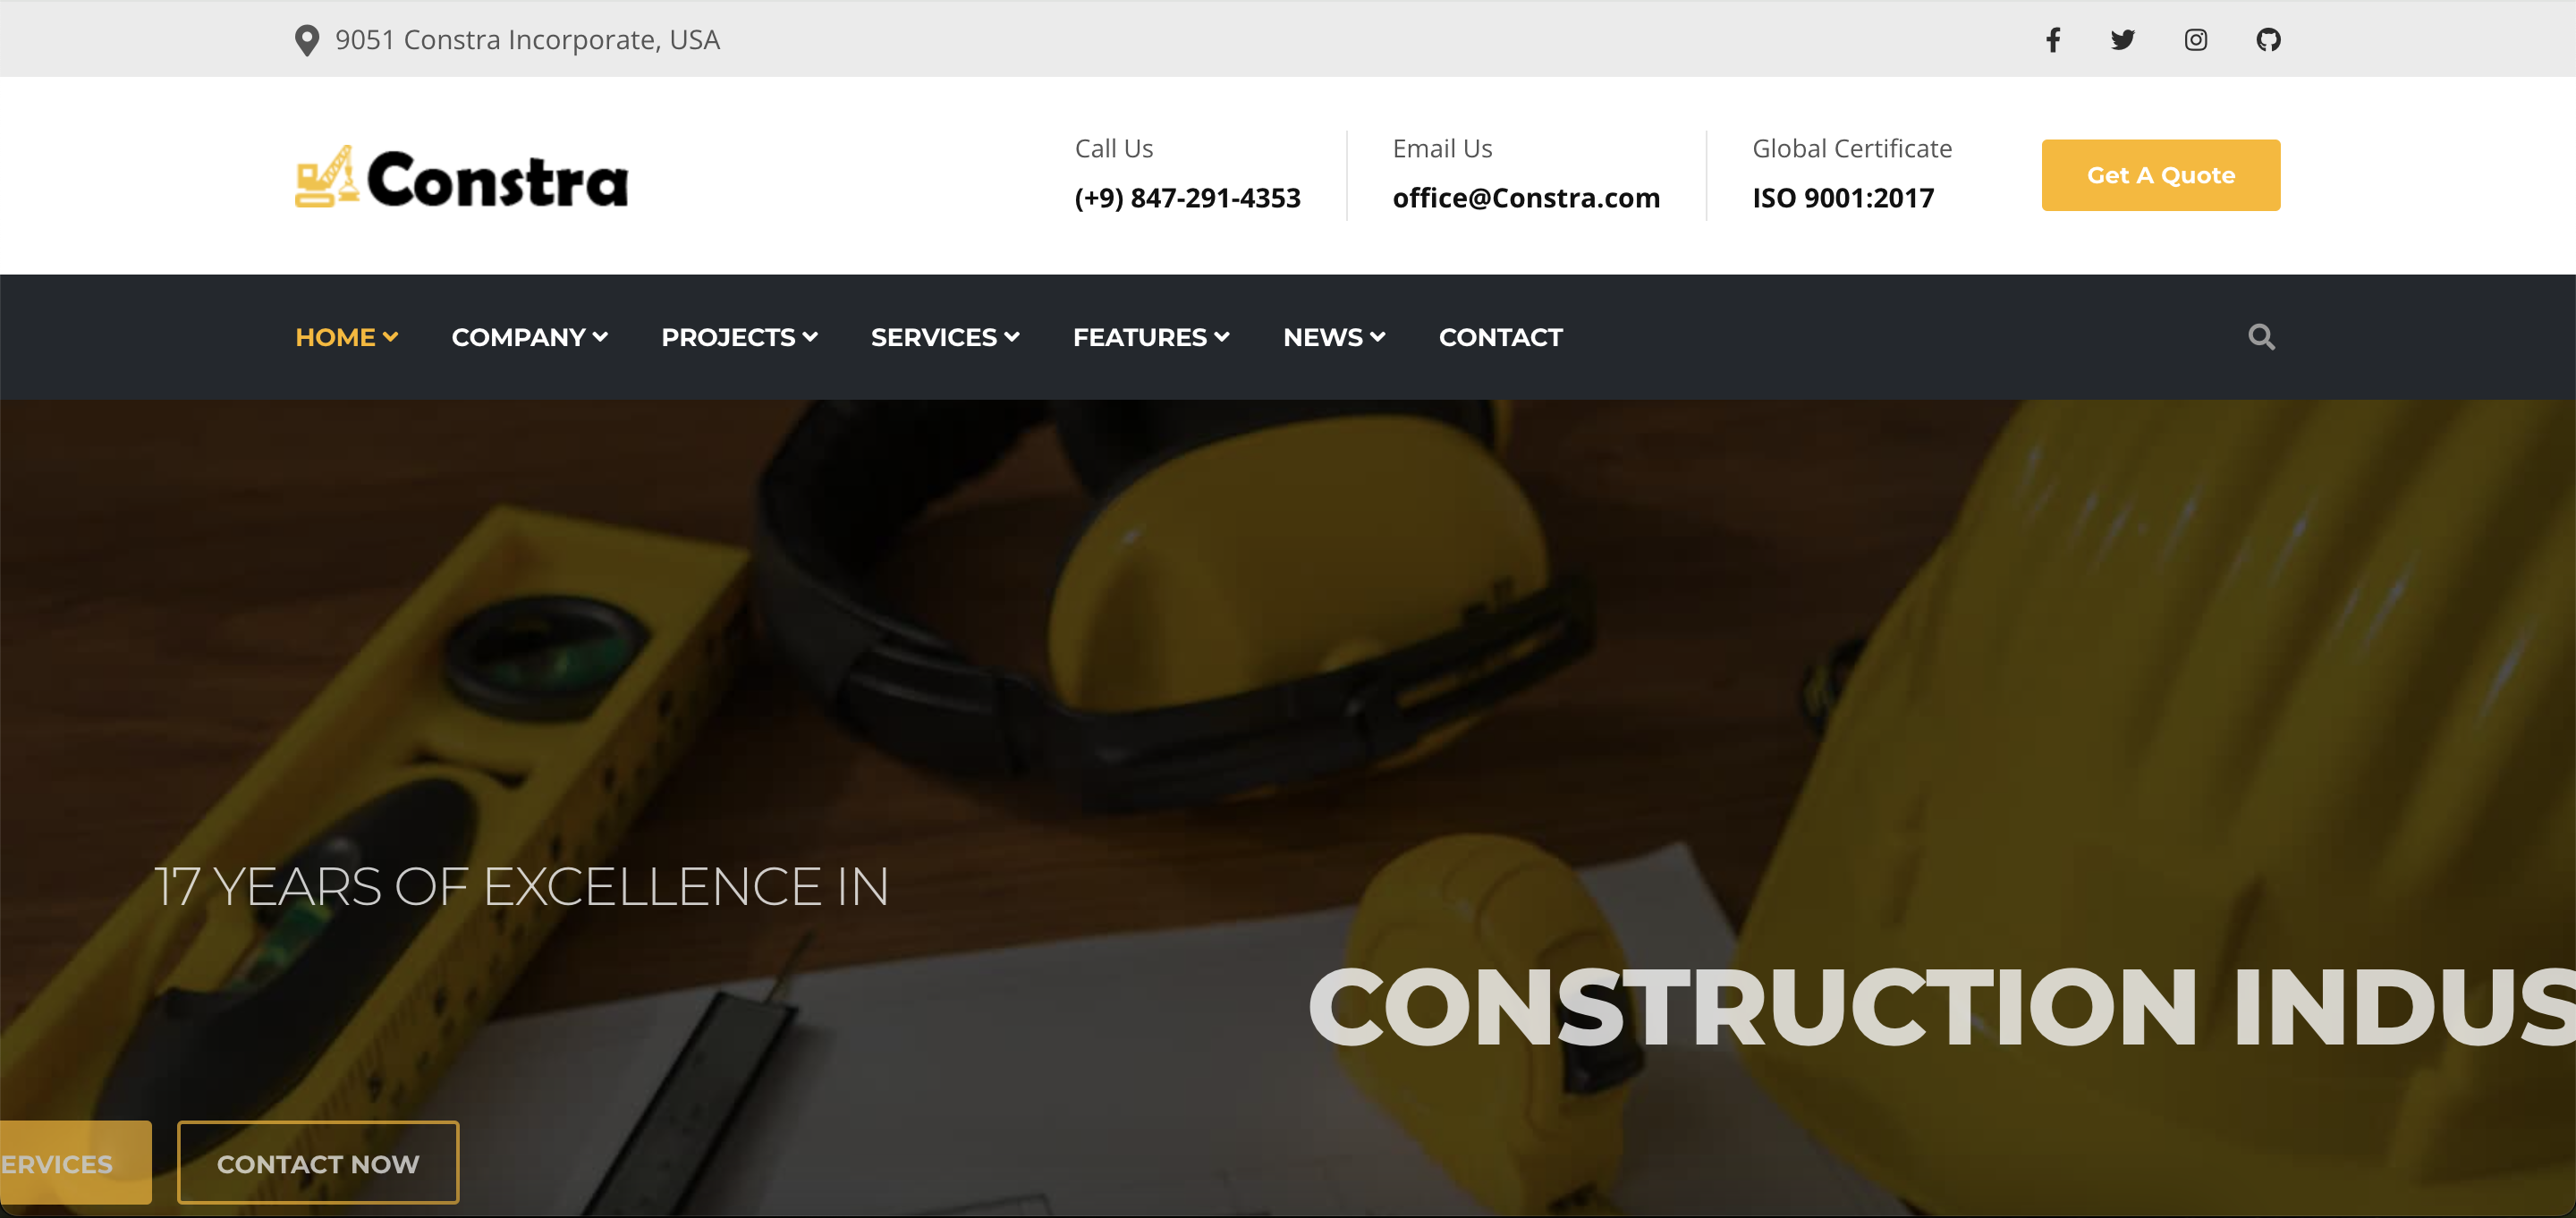 9051 Constra Incorporate, USA
Constra
Call Us
(+9) 847-291-4353
Email Us
office@Constra.com
Global Certificate
ISO 9001:2017
Get A Quote
HOME COMPANY PROJECTS SERVICES FEATURES NEWS CONTACT
17 YEARS OF EXCELLENCE IN
CONSTRUCTION INDUS
ERVICES
CONTACT NOW